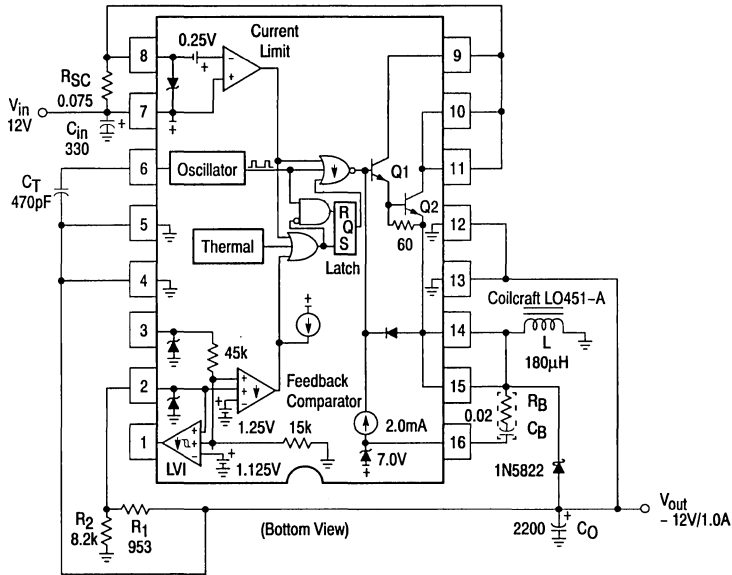 Current
Limit
0.25V
8
9
RSC
0.075
Vin
12V
7
10
Cin
330
6
Oscillator
Q1
11
CT
470pF
Q2
R
Q
S
5
12
60
Thermal
Latch
4
13
Coilcraft LO451-A
3
14
L
180µH
45k
2
Feedback
Comparator
15
RB
0.02
CB
1.25V
2.0mA
1
15k
16
LVI
1.125V
7.0V
1N5822
R2
8.2k
R1
953
(Bottom View)
2200
CO
Vout
– 12V/1.0A